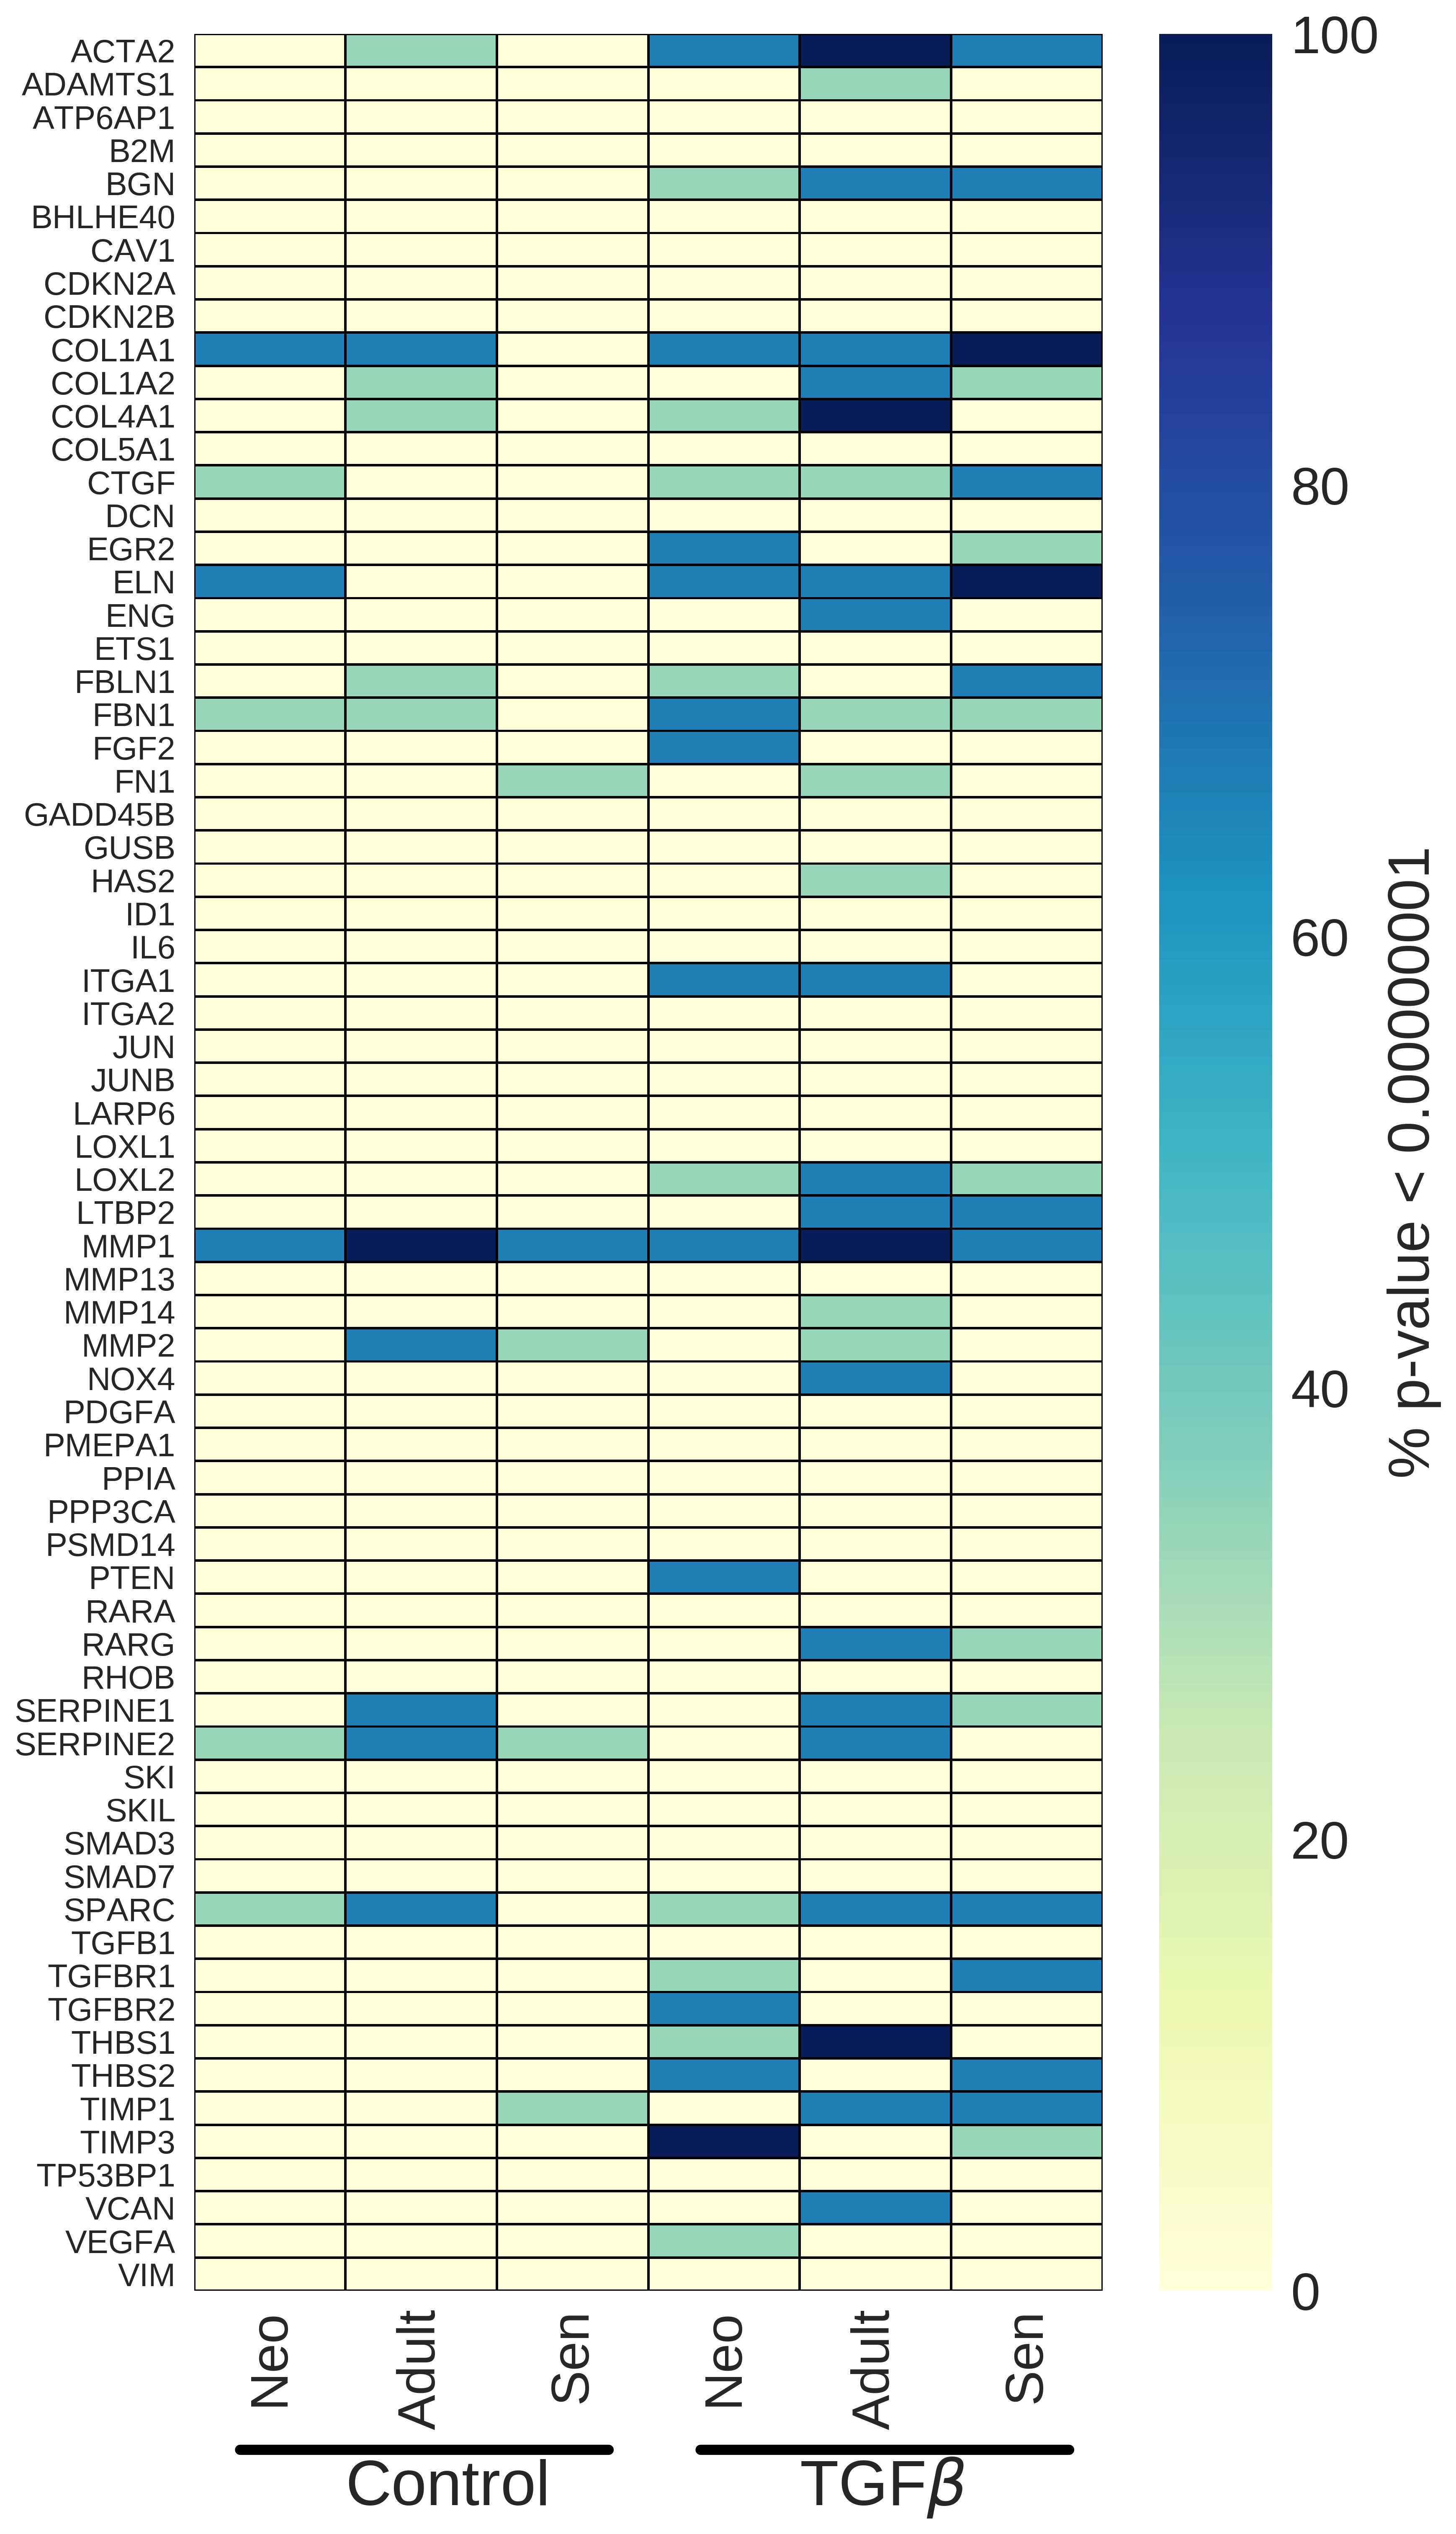 ACTA2
ADAMTS1
ATP6AP1
B2M
BGN
BHLHE40
CAV1
CDKN2A
CDKN2B
COL1A1
COL1A2
COL4A1
COL5A1
CTGF
DCN
EGR2
ELN
ENG
ETS1
FBLN1
FBN1
FGF2
FN1
GADD45B
GUSB
HAS2
ID1
IL6
ITGA1
ITGA2
JUN
JUNB
LARP6
LOXL1
LOXL2
LTBP2
MMP1
MMP13
MMP14
MMP2
NOX4
PDGFA
PMEPA1
PPIA
PPP3CA
PSMD14
PTEN
RARA
RARG
RHOB
SERPINE1
SERPINE2
SKI
SKIL
SMAD3
SMAD7
SPARC
TGFB1
TGFBR1
TGFBR2
THBS1
THBS2
TIMP1
TIMP3
TP53BP1
VCAN
VEGFA
VIM
Neo Adult Sen Neo Adult Sen
Control TGFβ
100
80
60
40
20
0
% p-value < 0.0000001